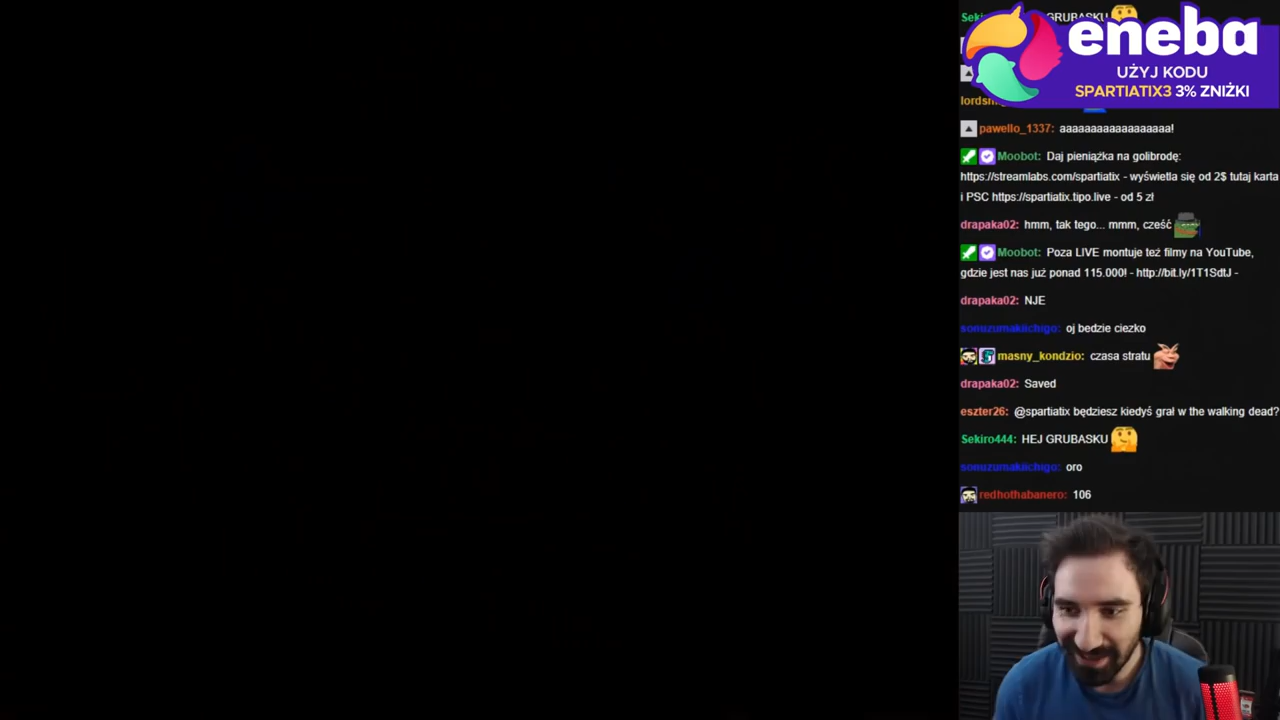 GRUBASKU
eneba
UŻYJ KODU
SPARTIATIX3 3% ZNIŻKI
pawello_1337: aaaaaaaaaaaaaaaaaa!
Moobot: Daj pieniążka na golibrodę:
https://streamlabs.com/spartiatix - wyświetla się od 2$ tutaj karta
i PSC https://spartiatix.tipo.live - od 5 zł
drapaka02: hmm, tak tego... mmm, cześć
Moobot: Poza LIVE montuje też filmy na YouTube,
gdzie jest nas już ponad 115.000! - http://bit.ly/1T1SdtJ -
drapaka02: NJE
sonuzumakiichigo: oj bedzie ciezko
masny_kondzio: czasa stratu
drapaka02: Saved
eszter26: @spartiatix będziesz kiedyś grał w the walking dead?
Sekiro444: HEJ GRUBASKU
sonuzumakiichigo: oro
redhothabanero: 106